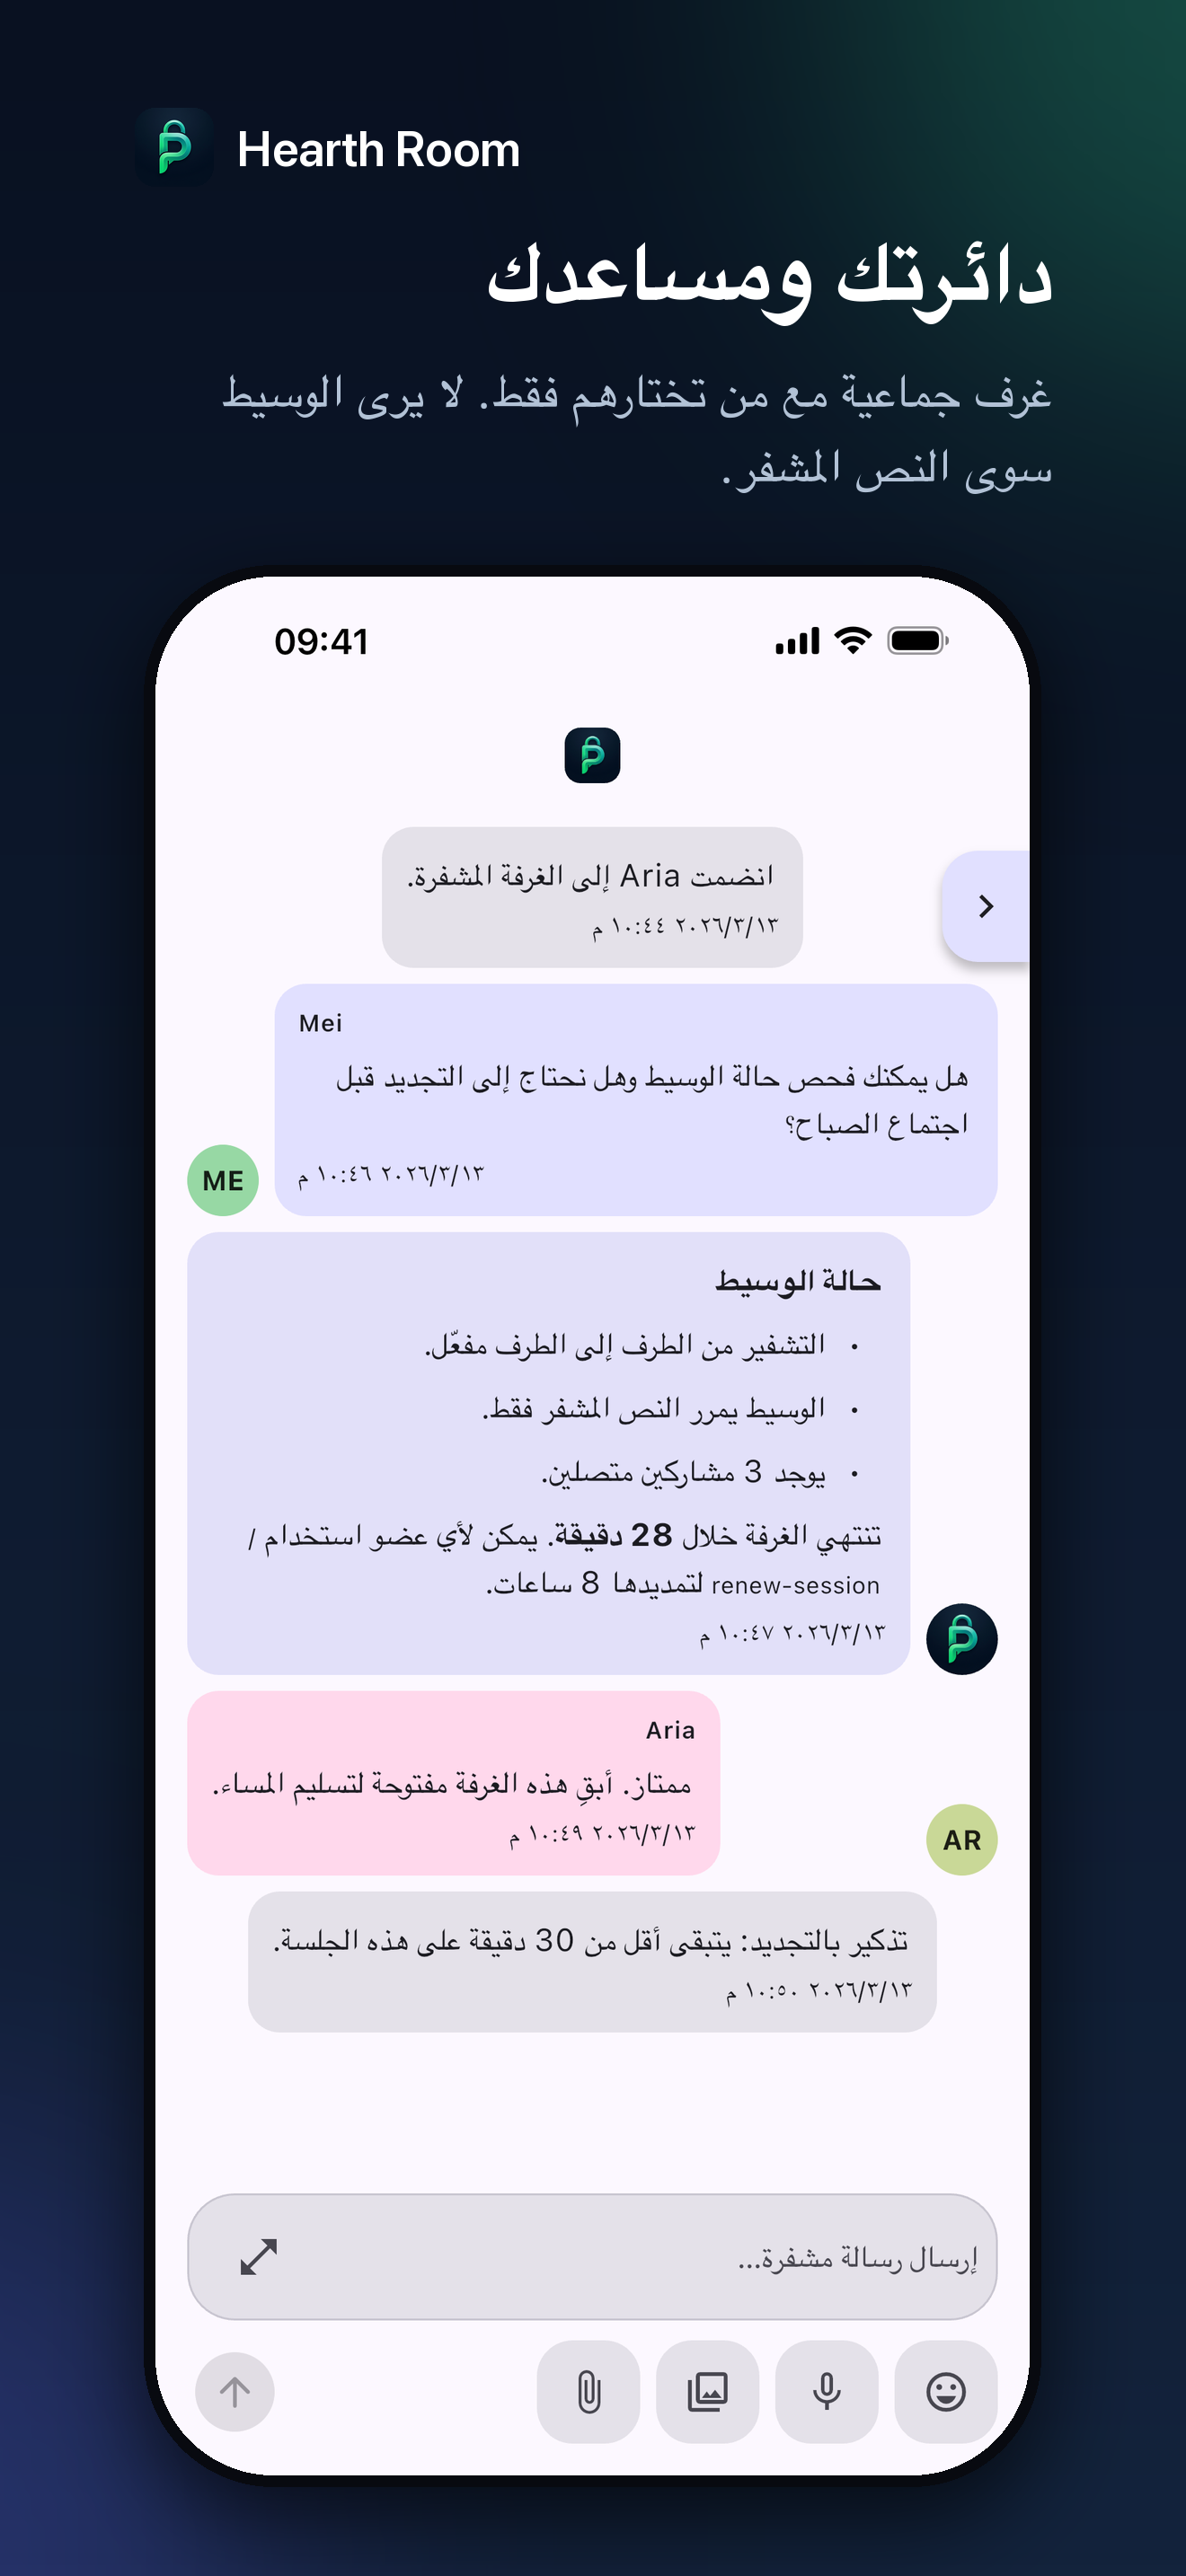 Hearth Room
دائرتك ومساعدك
غرف جماعية مع من تختارهم فقط. لا يرى الوسيط
سوى النص المشفر.
09:41
انضمت Aria إلى الغرفة المشفرة.
٢٠٢٦/٣/١٣ ١٠:٤٤ م
Mei
هل يمكنك فحص حالة الوسيط وهل نحتاج إلى التجديد قبل
اجتماع الصباح؟
٢٠٢٦/٣/١٣ ١٠:٤٦ م
ME
حالة الوسيط
• التشفير من الطرف إلى الطرف مفعّل.
• الوسيط يمرر النص المشفر فقط.
• يوجد 3 مشاركين متصلين.
تنتهي الغرفة خلال 28 دقيقة. يمكن لأي عضو استخدام /
renew-session لتمديدها 8 ساعات.
٢٠٢٦/٣/١٣ ١٠:٤٧ م
Aria
ممتاز. أبقِ هذه الغرفة مفتوحة لتسليم المساء.
٢٠٢٦/٣/١٣ ١٠:٤٩ م
AR
تذكير بالتجديد: يتبقى أقل من 30 دقيقة على هذه الجلسة.
٢٠٢٦/٣/١٣ ١٠:٥٠ م
إرسال رسالة مشفرة...